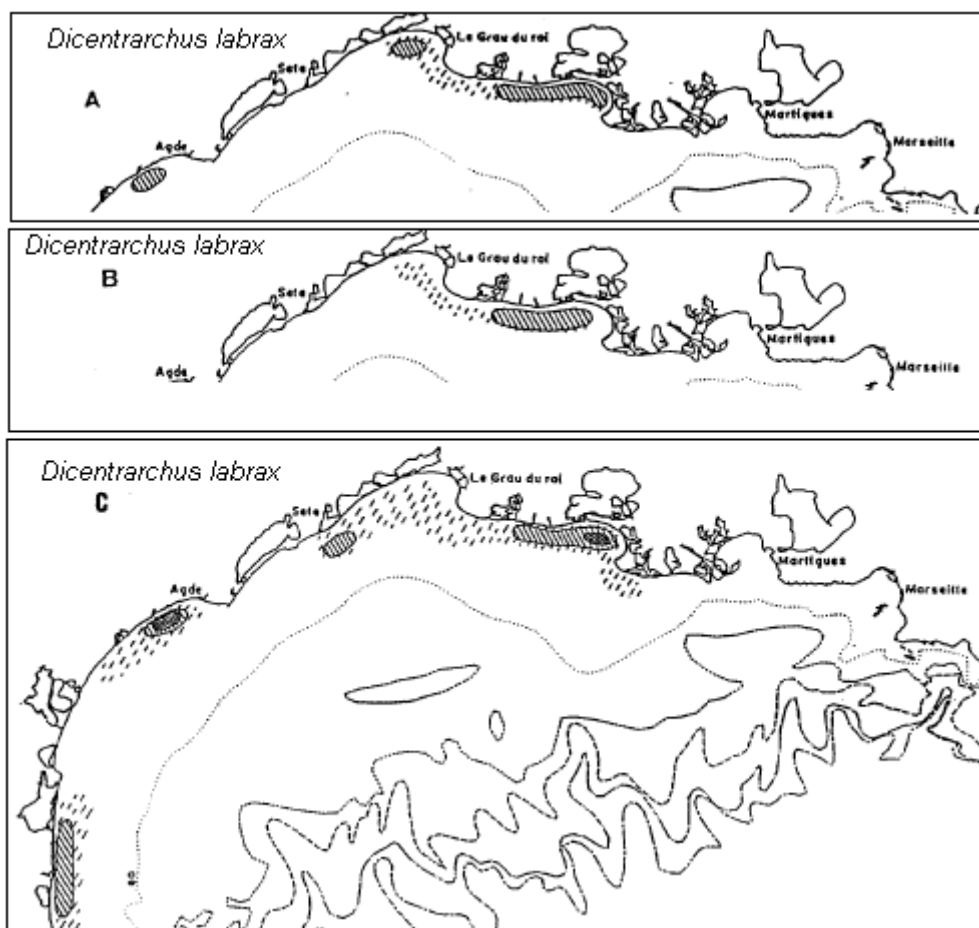 Dicentrarchus labrax
A
Agde
Sete
Le Grau du roi
Martigues
Marseille
Dicentrarchus labrax
B
Agde
Sete
Le Grau du roi
Martigues
Marseille
Dicentrarchus labrax
C
Agde
Sete
Le Grau du roi
Martigues
Marseille